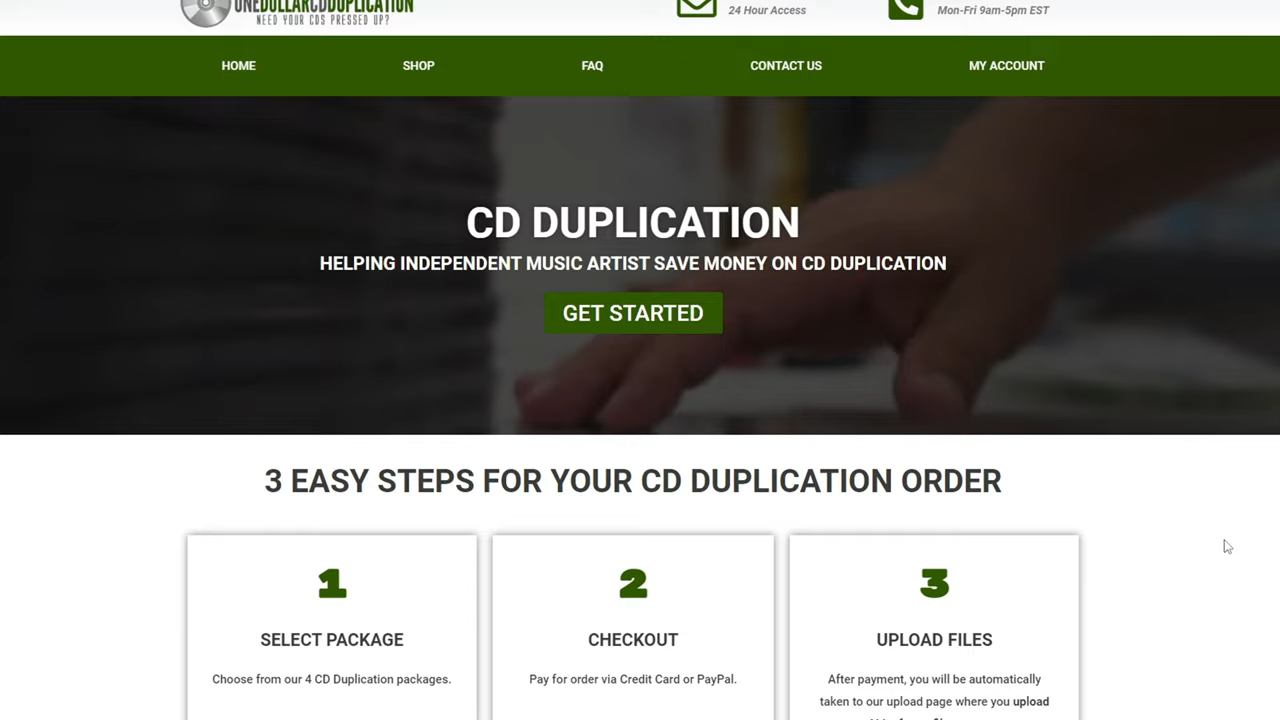 ONEDOLLARCDDUPLICATION
NEED YOUR CDS PRESSED UP?
24 Hour Access
Mon-Fri 9am-5pm EST
HOME
SHOP
FAQ
CONTACT US
MY ACCOUNT
CD DUPLICATION
HELPING INDEPENDENT MUSIC ARTIST SAVE MONEY ON CD DUPLICATION
GET STARTED
3 EASY STEPS FOR YOUR CD DUPLICATION ORDER
1
SELECT PACKAGE
Choose from our 4 CD Duplication packages.
2
CHECKOUT
Pay for order via Credit Card or PayPal.
3
UPLOAD FILES
After payment, you will be automatically
taken to our upload page where you upload